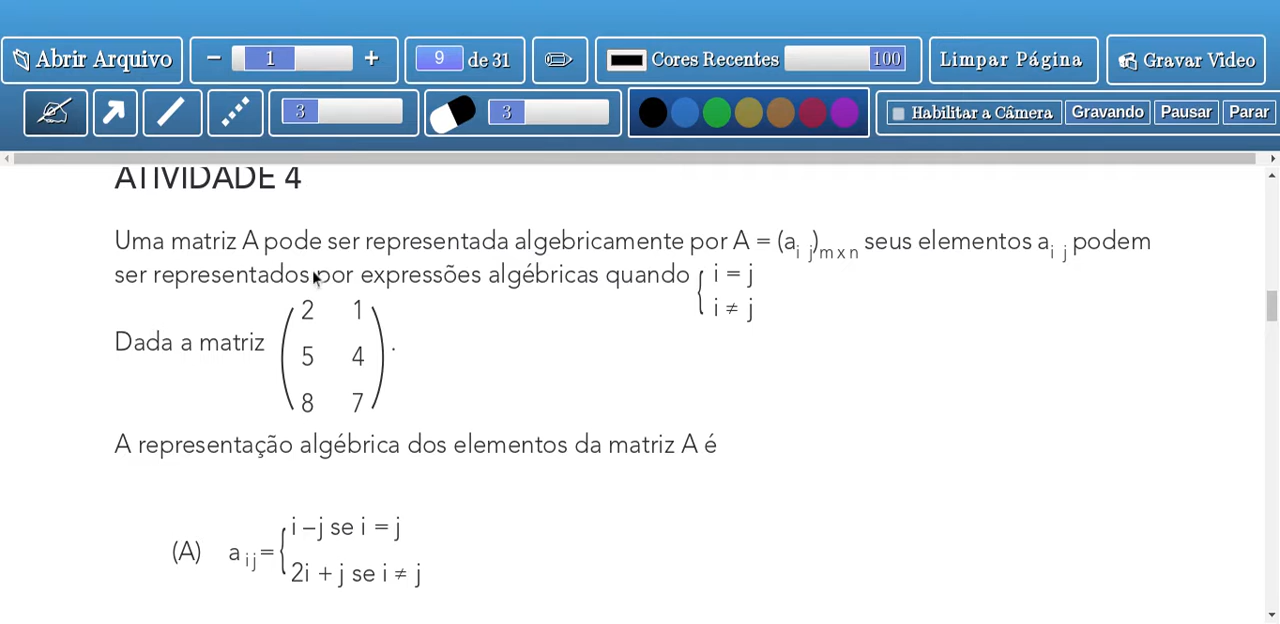 Abrir Arquivo − 1 + 9 de 31 Cores Recentes 100 Limpar Página Gravar Video
3 3 Habilitar a Câmera Gravando Pausar Parar
ATIVIDADE 4
Uma matriz A pode ser representada algebricamente por A = (a i j) m x n seus elementos a i j podem
ser representados por expressões algébricas quando { i = j
i ≠ j
2 1
Dada a matriz
5 4 .
8 7
A representação algébrica dos elementos da matriz A é
i –j se i = j
(A) a ij = {
2i + j se i ≠ j